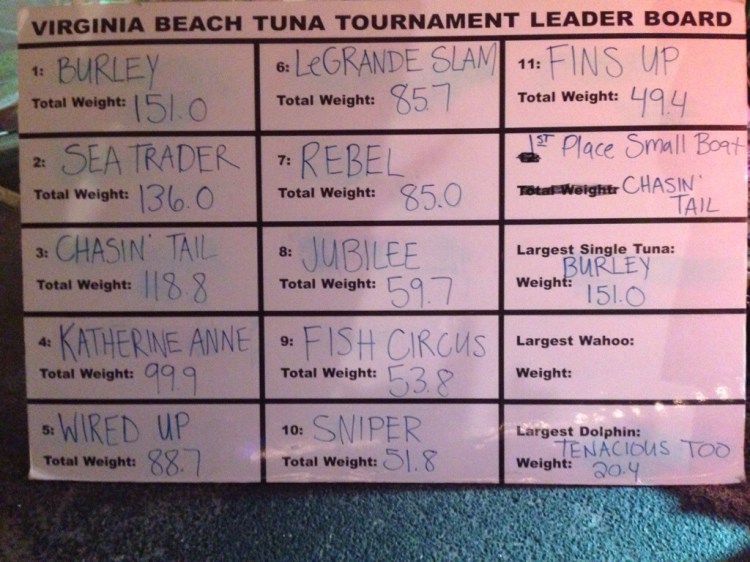 VIRGINIA BEACH TUNA TOURNAMENT LEADER BOARD
1: BURLEY
Total Weight: 151.0
2: SEA TRADER
Total Weight: 136.0
3: CHASIN' TAIL
Total Weight: 118.8
4: KATHERINE ANNE
Total Weight: 99.9
5: WIRED UP
Total Weight: 88.7
6: LeGRANDE SLAM
Total Weight: 85.7
7: REBEL
Total Weight: 85.0
8: JUBILEE
Total Weight: 59.7
9: FISH CIRCUS
Total Weight: 53.8
10: SNIPER
Total Weight: 51.8
11: FINS UP
Total Weight: 49.4
1ST Place Small Boat
Total Weight: CHASIN'
TAIL
Largest Single Tuna:
BURLEY
Weight: 151.0
Largest Wahoo:
Weight:
Largest Dolphin:
TENACIOUS TOO
Weight: 20.4